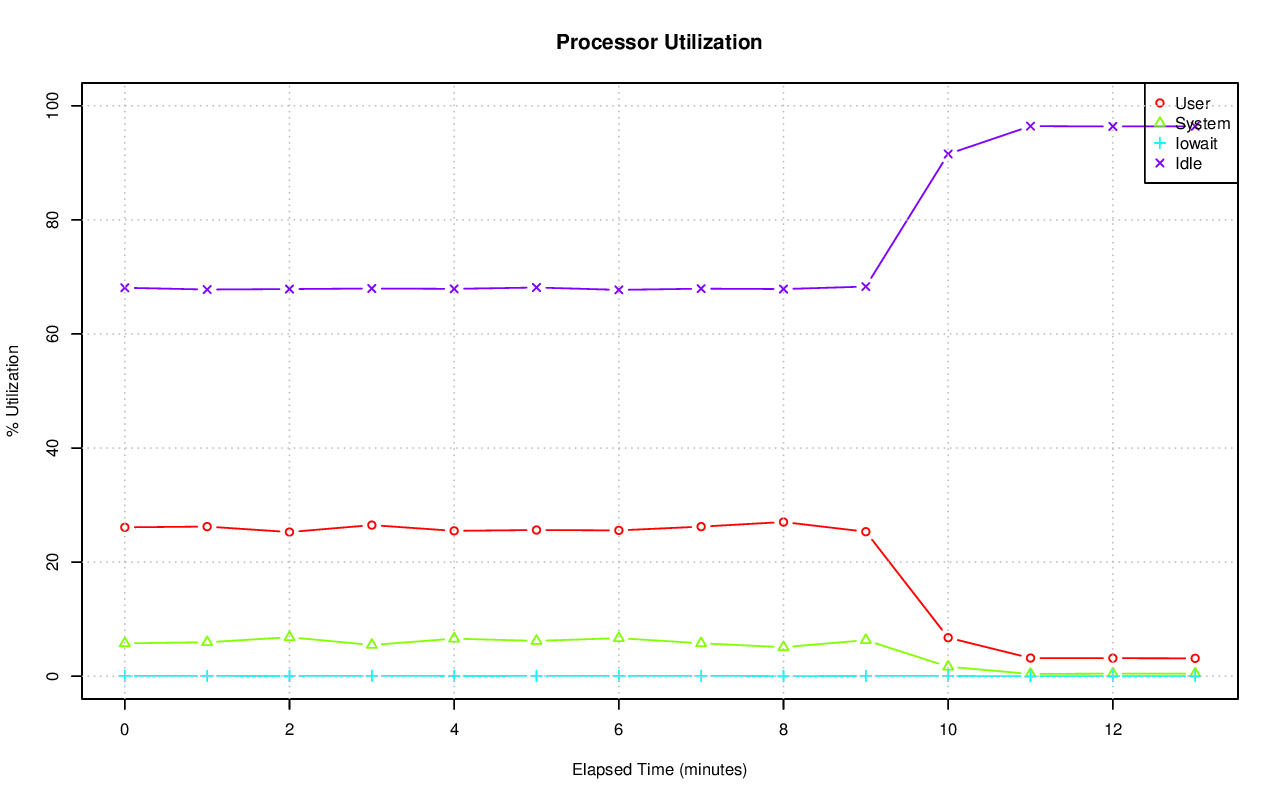 Processor Utilization
User
System
Iowait
Idle
100
80
60
40
20
0
% Utilization
0 2 4 6 8 10 12
Elapsed Time (minutes)